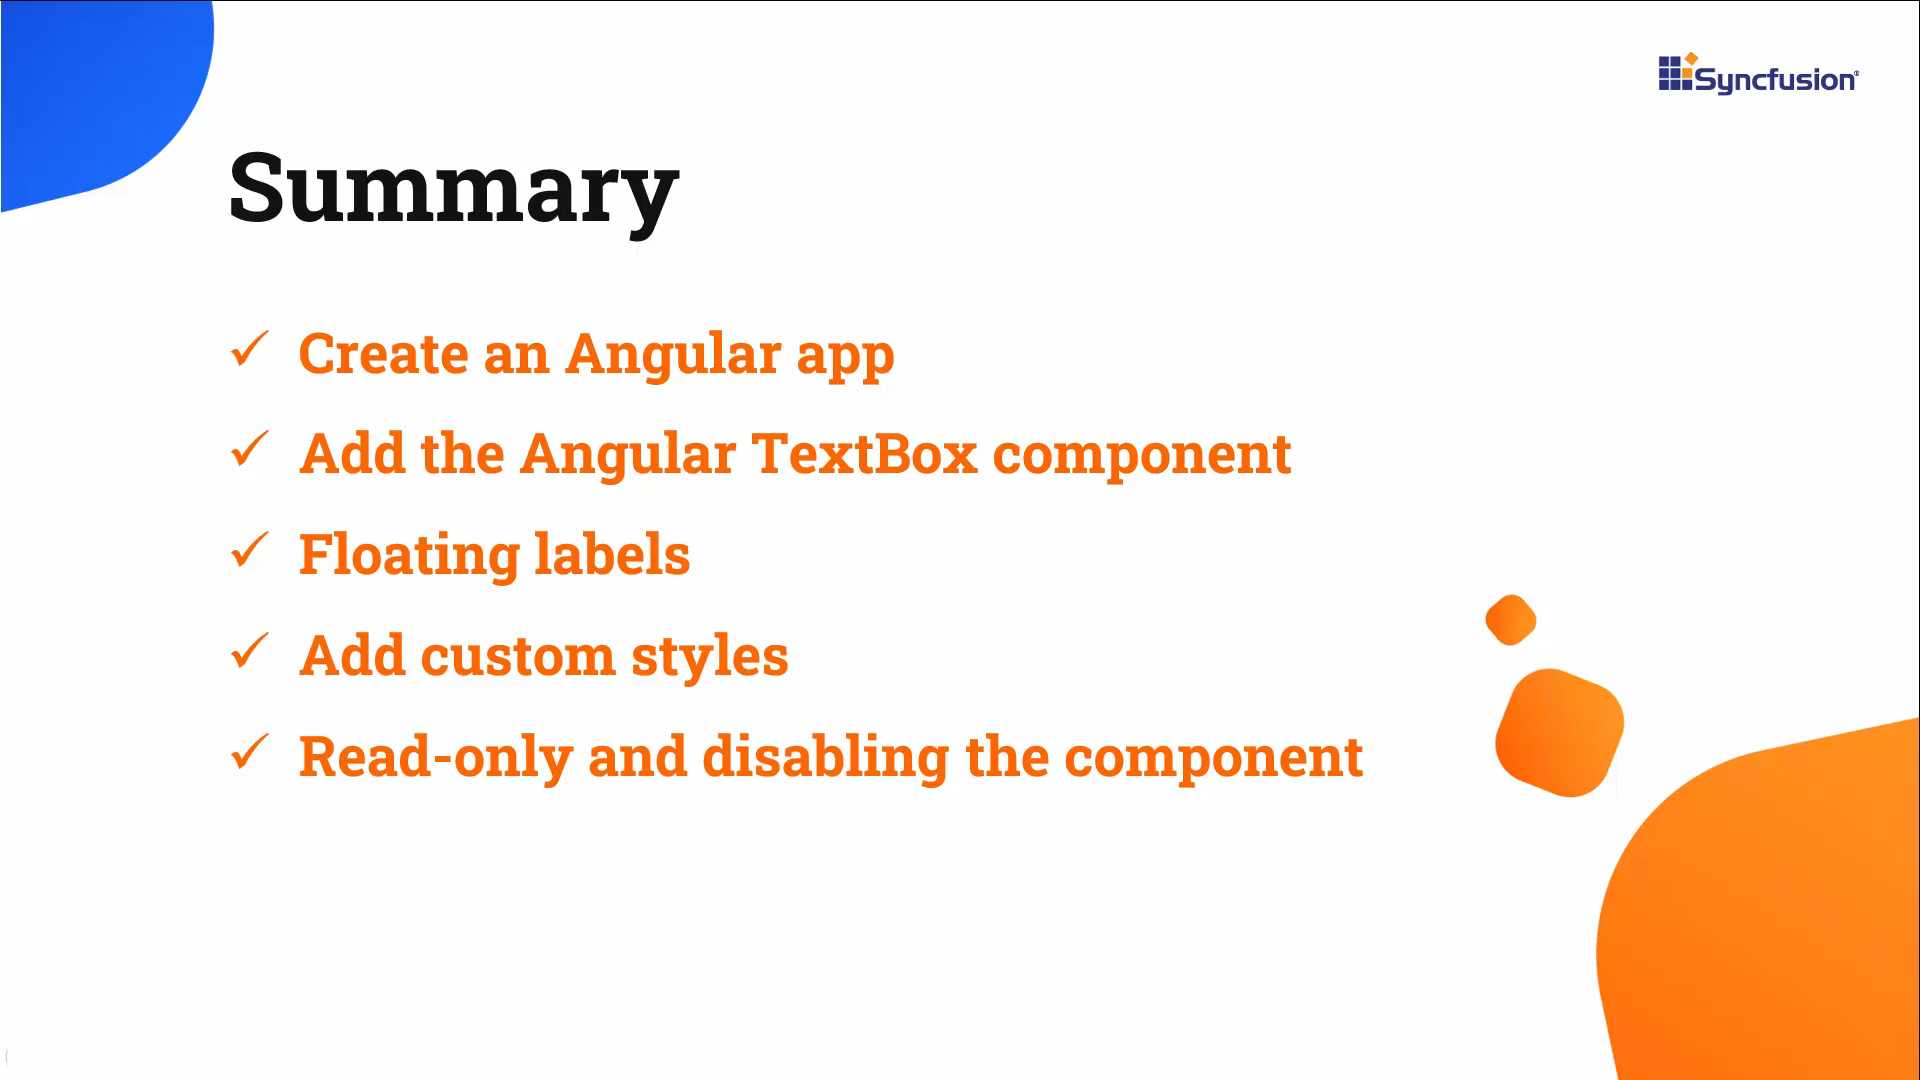 Syncfusion
Summary
✓ Create an Angular app
✓ Add the Angular TextBox component
✓ Floating labels
✓ Add custom styles
✓ Read-only and disabling the component